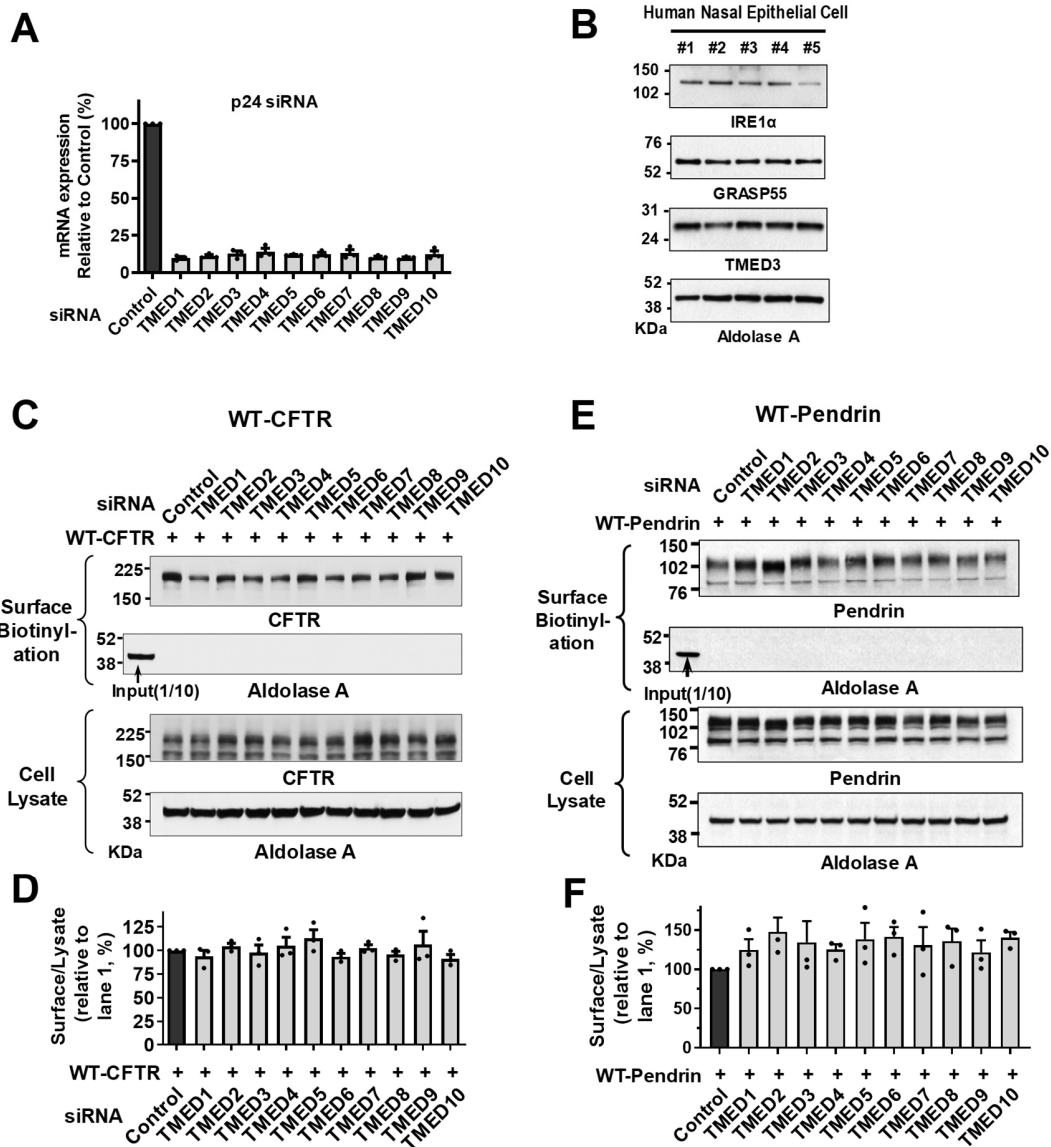 A
p24 siRNA
mRNA expression
Relative to Control (%)
100
75
50
25
0
siRNA
Control
TMED1
TMED2
TMED3
TMED4
TMED5
TMED6
TMED7
TMED8
TMED9
TMED10
B
Human Nasal Epithelial Cell
#1 #2 #3 #4 #5
150
102
IRE1α
76
52
GRASP55
31
24
TMED3
52
38
KDa
Aldolase A
C
WT-CFTR
siRNA
Control
TMED1
TMED2
TMED3
TMED4
TMED5
TMED6
TMED7
TMED8
TMED9
TMED10
WT-CFTR + + + + + + + + + + +
Surface
Biotinyl-
ation
225
150
CFTR
52
38
Input(1/10)
Aldolase A
Cell
Lysate
225
150
CFTR
52
38
KDa
Aldolase A
D
Surface/Lysate
(relative to
lane 1, %)
125
100
75
50
25
0
WT-CFTR + + + + + + + + + + +
siRNA
Control
TMED1
TMED2
TMED3
TMED4
TMED5
TMED6
TMED7
TMED8
TMED9
TMED10
E
WT-Pendrin
siRNA
Control
TMED1
TMED2
TMED3
TMED4
TMED5
TMED6
TMED7
TMED8
TMED9
TMED10
WT-Pendrin + + + + + + + + + + +
Surface
Biotinyl-
ation
150
102
76
Pendrin
52
38
Input(1/10)
Aldolase A
Cell
Lysate
150
102
76
Pendrin
52
38
KDa
Aldolase A
F
Surface/Lysate
(relative to
lane 1, %)
150
100
50
0
WT-Pendrin + + + + + + + + + + +
siRNA
Control
TMED1
TMED2
TMED3
TMED4
TMED5
TMED6
TMED7
TMED8
TMED9
TMED10